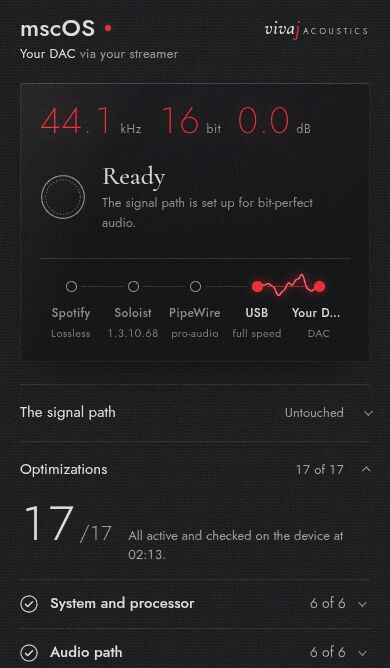 mscOS
vivaj ACOUSTICS
Your DAC via your streamer
44.1 kHz 16 bit 0.0 dB
Ready
The signal path is set up for bit-perfect
audio.
Spotify Soloist PipeWire USB Your D...
Lossless 1.3.10.68 pro-audio full speed DAC
The signal path Untouched
Optimizations 17 of 17
17/17 All active and checked on the device at
02:13.
System and processor 6 of 6
Audio path 6 of 6